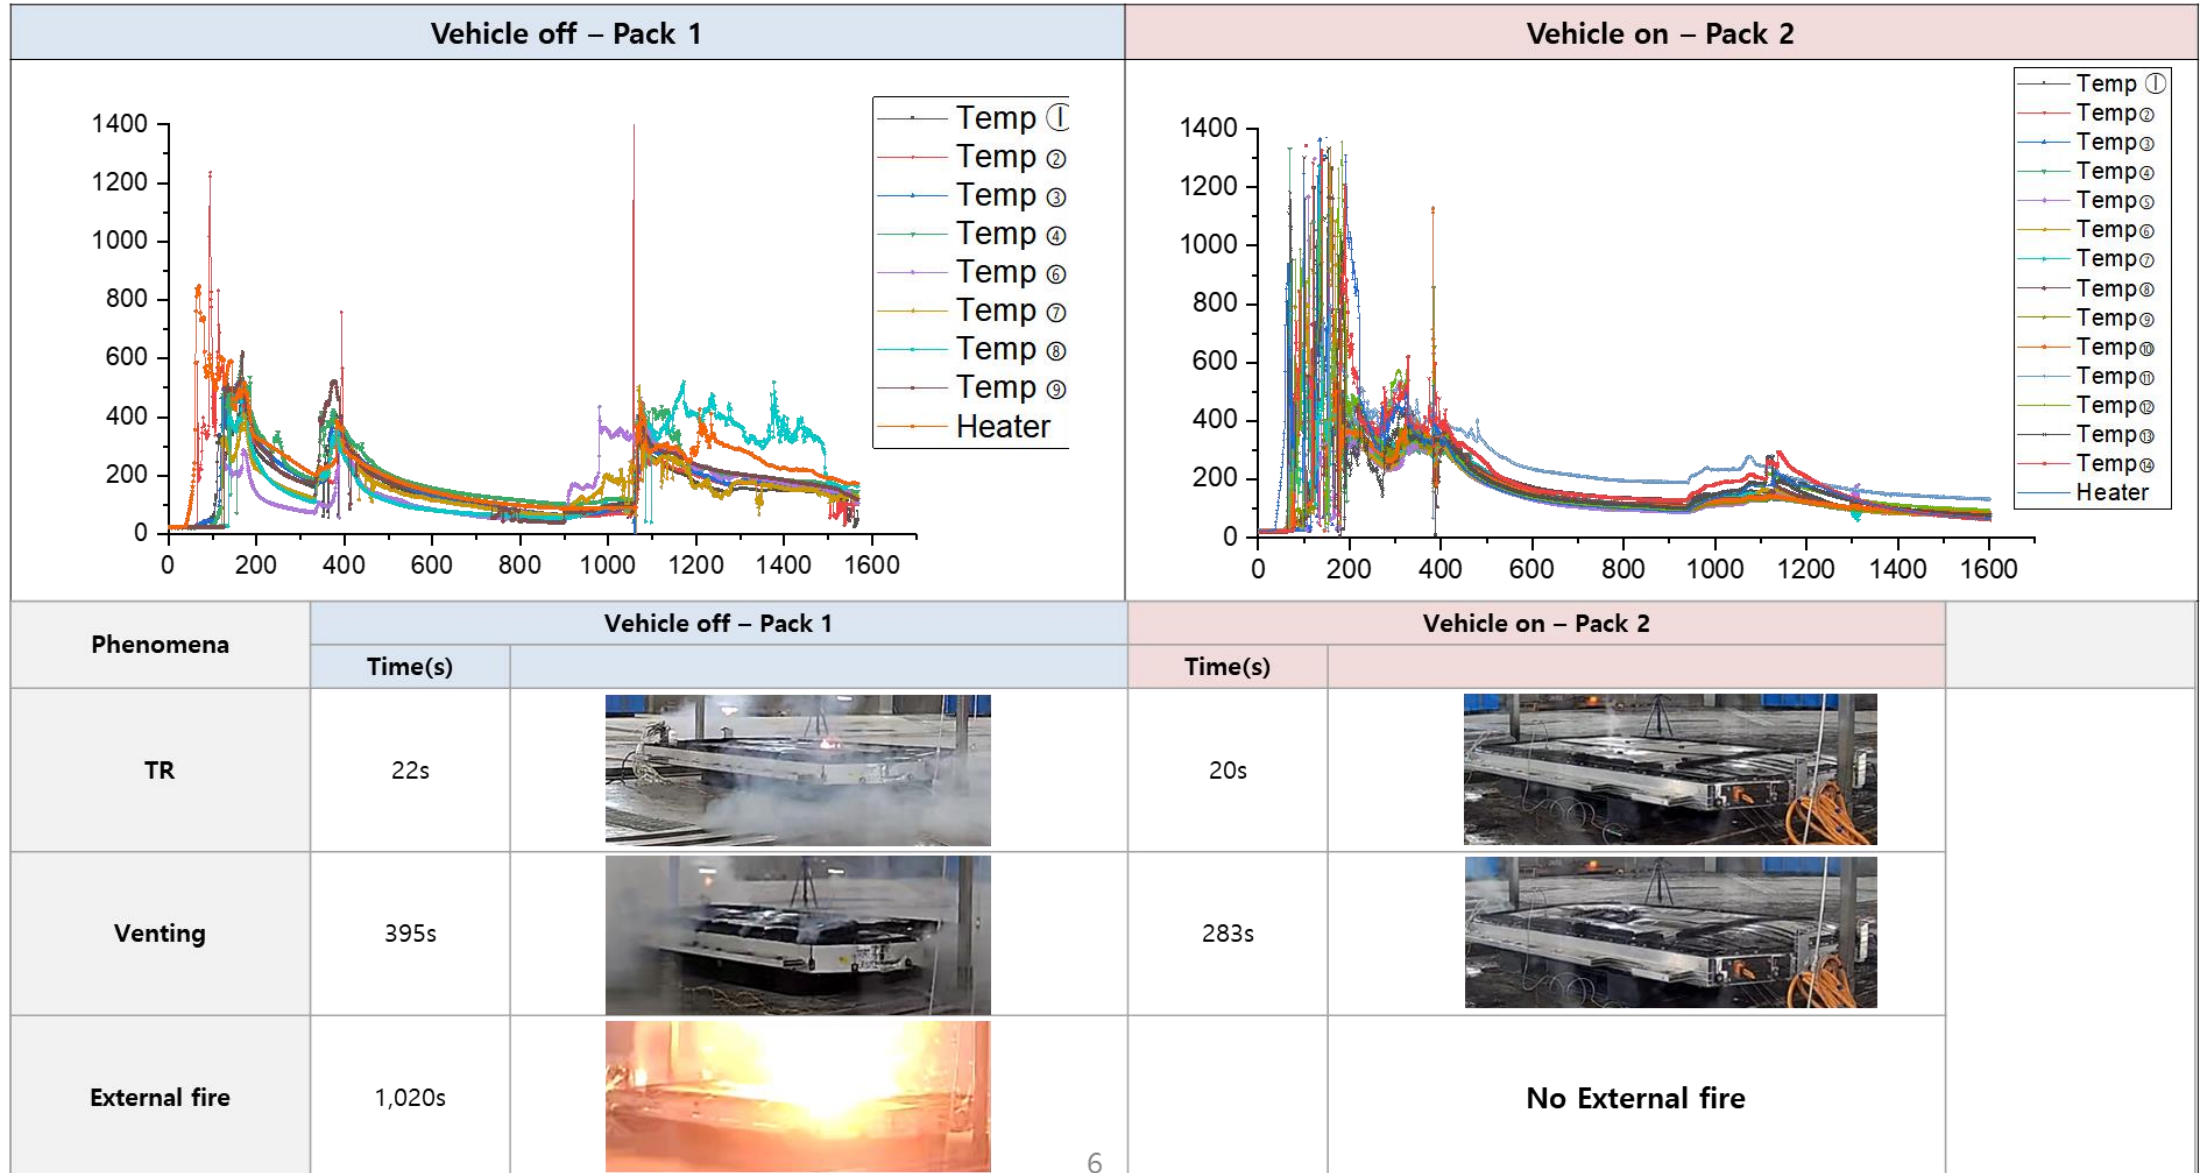 Vehicle off – Pack 1
Vehicle on – Pack 2
1400
1200
1000
800
600
400
200
0
0 200 400 600 800 1000 1200 1400 1600
Temp ①
Temp ②
Temp ③
Temp ④
Temp ⑥
Temp ⑦
Temp ⑧
Temp ⑨
Heater
1400
1200
1000
800
600
400
200
0
0 200 400 600 800 1000 1200 1400 1600
Temp ①
Temp②
Temp③
Temp④
Temp⑤
Temp⑥
Temp⑦
Temp⑧
Temp⑨
Temp⑩
Temp⑪
Temp⑫
Temp⑬
Temp⑭
Heater
Phenomena
Vehicle off – Pack 1
Vehicle on – Pack 2
Time(s)
Time(s)
TR
22s
20s
Venting
395s
283s
External fire
1,020s
No External fire
6